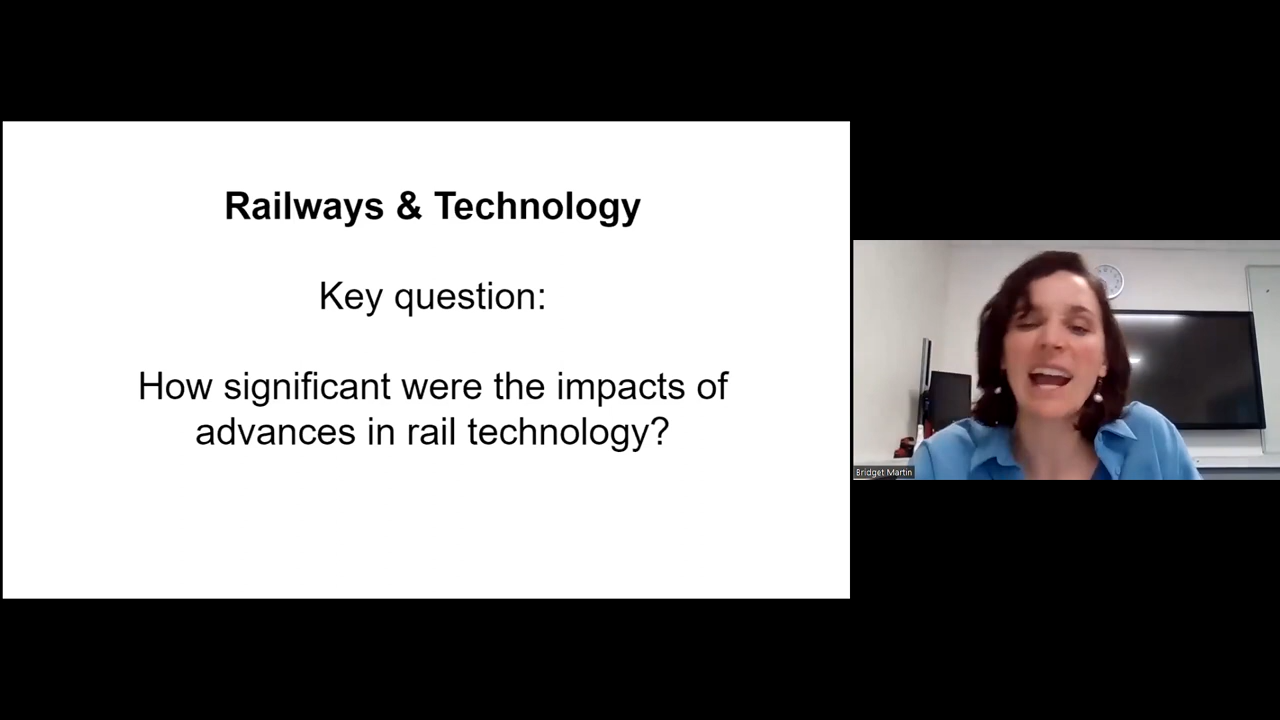 Railways & Technology
Key question:
How significant were the impacts of
advances in rail technology?
Bridget Martin